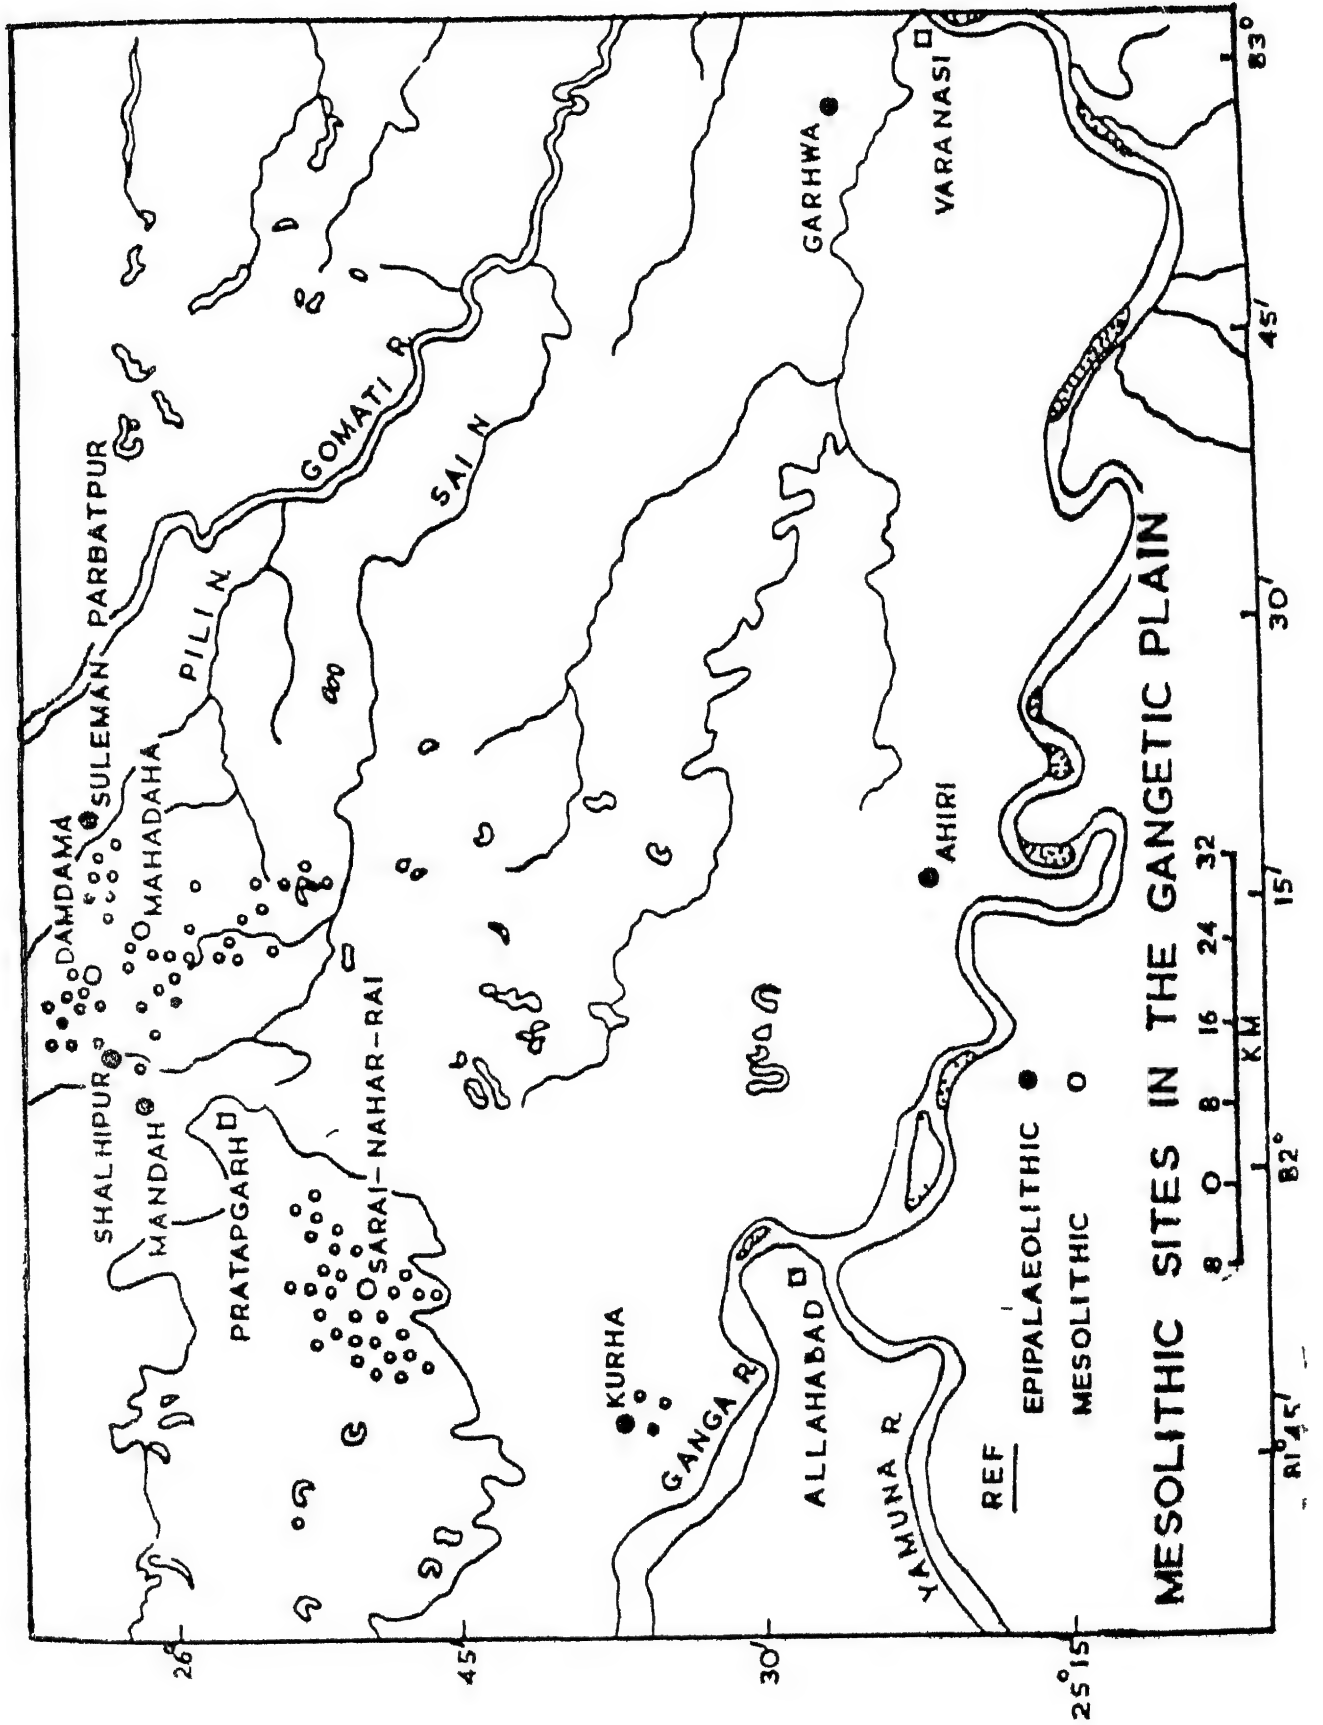 DAMDAMA
SULEMAN PARBATPUR
MAHADAHA
SHALHIPUR
MANDAH
PRATAPGARH
PILI N
GOMATI R
SAI N
SARAI-NAHAR-RAI
KURHA
GANGA R
ALLAHABAD
YAMUNA R
AHIRI
GARHWA
VARANASI
REF
EPIPALAEOLITHIC
MESOLITHIC
MESOLITHIC SITES IN THE GANGETIC PLAIN
8 0 8 16 24 32
KM
26°
45'
30'
25°15'
45'
82°
15'
30'
45'
83°